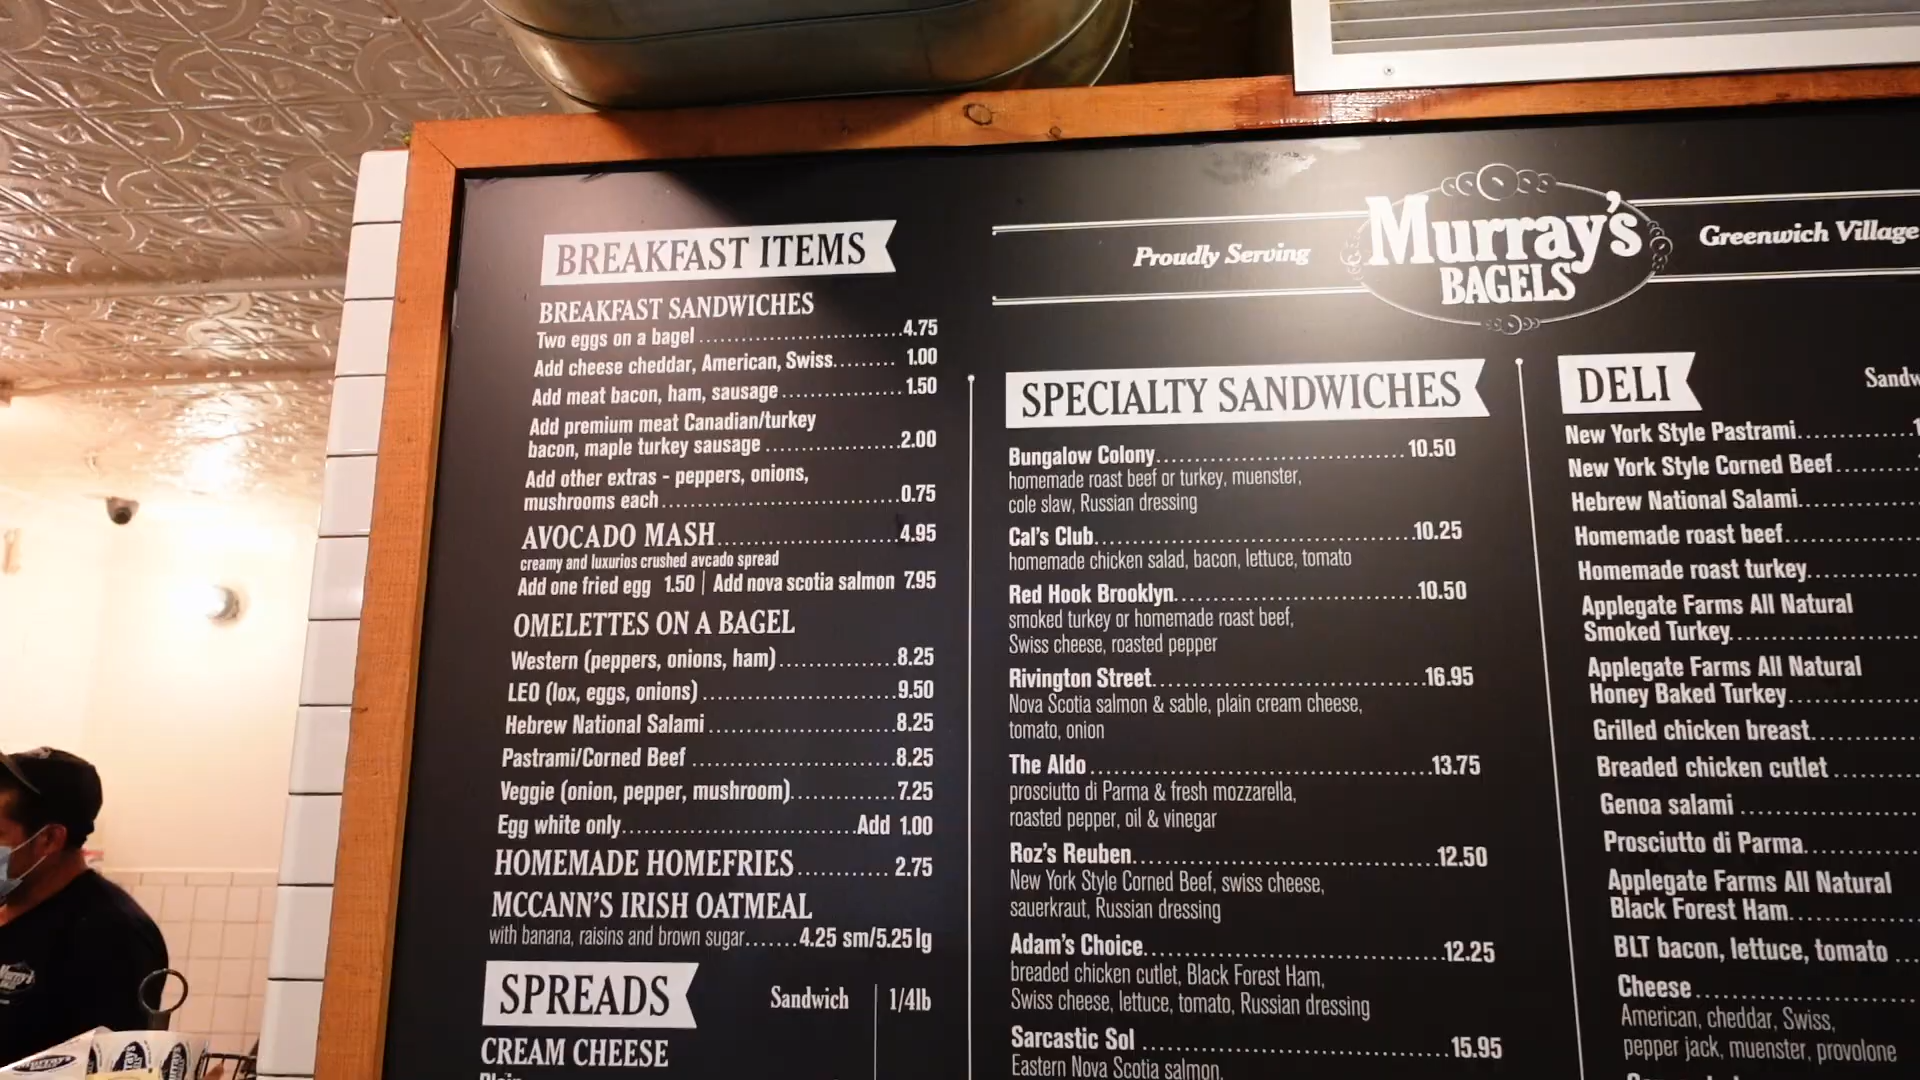 Proudly Serving
Murray's
BAGELS
Greenwich Village
BREAKFAST ITEMS
BREAKFAST SANDWICHES
Two eggs on a bagel 4.75
Add cheese cheddar, American, Swiss 1.00
Add meat bacon, ham, sausage 1.50
Add premium meat Canadian/turkey
bacon, maple turkey sausage 2.00
Add other extras - peppers, onions,
mushrooms each 0.75
AVOCADO MASH 4.95
creamy and luxurios crushed avcado spread
Add one fried egg 1.50 | Add nova scotia salmon 7.95
OMELETTES ON A BAGEL
Western (peppers, onions, ham) 8.25
LEO (lox, eggs, onions) 9.50
Hebrew National Salami 8.25
Pastrami/Corned Beef 8.25
Veggie (onion, pepper, mushroom) 7.25
Egg white only Add 1.00
HOMEMADE HOMEFRIES 2.75
MCCANN'S IRISH OATMEAL
with banana, raisins and brown sugar 4.25 sm/5.25 lg
SPREADS Sandwich 1/4lb
CREAM CHEESE
Plain
SPECIALTY SANDWICHES
Bungalow Colony 10.50
homemade roast beef or turkey, muenster,
cole slaw, Russian dressing
Cal's Club 10.25
homemade chicken salad, bacon, lettuce, tomato
Red Hook Brooklyn 10.50
smoked turkey or homemade roast beef,
Swiss cheese, roasted pepper
Rivington Street 16.95
Nova Scotia salmon & sable, plain cream cheese,
tomato, onion
The Aldo 13.75
prosciutto di Parma & fresh mozzarella,
roasted pepper, oil & vinegar
Roz's Reuben 12.50
New York Style Corned Beef, swiss cheese,
sauerkraut, Russian dressing
Adam's Choice 12.25
breaded chicken cutlet, Black Forest Ham,
Swiss cheese, lettuce, tomato, Russian dressing
Sarcastic Sol 15.95
Eastern Nova Scotia salmon,
DELI
New York Style Pastrami
New York Style Corned Beef
Hebrew National Salami
Homemade roast beef
Homemade roast turkey
Applegate Farms All Natural
Smoked Turkey
Applegate Farms All Natural
Honey Baked Turkey
Grilled chicken breast
Breaded chicken cutlet
Genoa salami
Prosciutto di Parma
Applegate Farms All Natural
Black Forest Ham
BLT bacon, lettuce, tomato
Cheese
American, cheddar, Swiss,
pepper jack, muenster, provolone